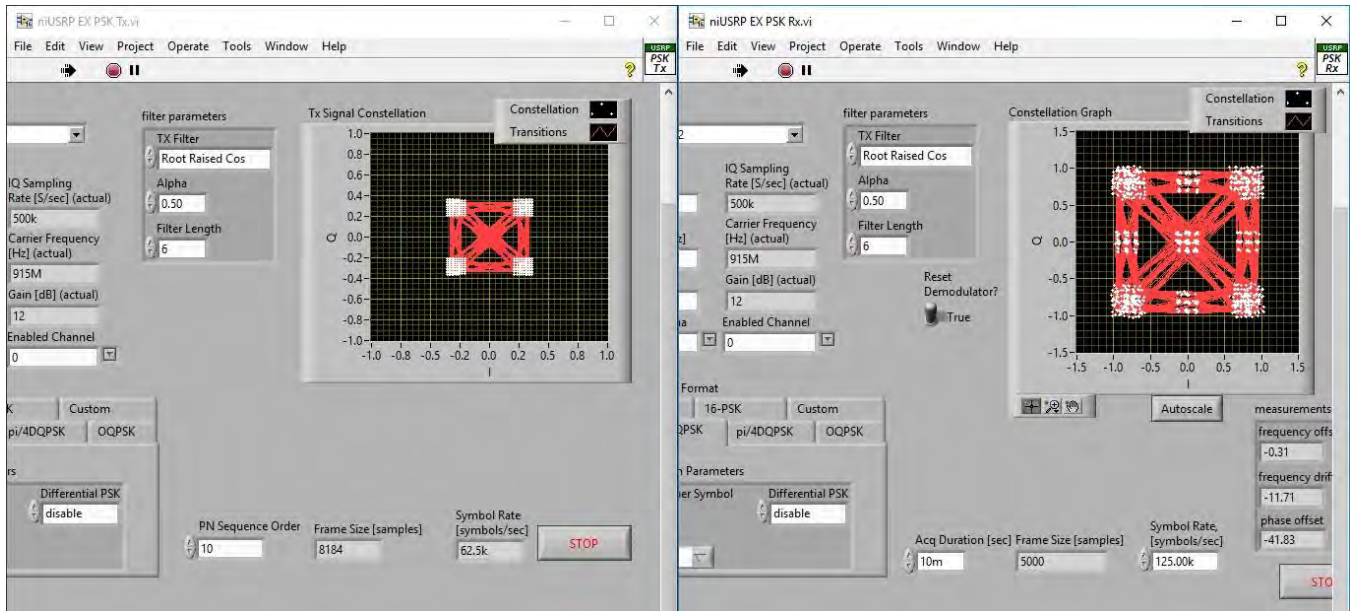 niUSRP EX PSK Tx.vi
File Edit View Project Operate Tools Window Help
USRP
PSK
Tx
filter parameters
TX Filter
Root Raised Cos
Alpha
0.50
Filter Length
6
IQ Sampling
Rate [S/sec] (actual)
500k
Carrier Frequency
[Hz] (actual)
915M
Gain [dB] (actual)
12
Enabled Channel
0
Tx Signal Constellation
Constellation
Transitions
1.0
0.8
0.6
0.4
0.2
0.0
-0.2
-0.4
-0.6
-0.8
-1.0
Q
-1.0 -0.8 -0.5 -0.2 0.0 0.2 0.5 0.8 1.0
I
K Custom
pi/4DQPSK OQPSK
rs
Differential PSK
disable
PN Sequence Order
10
Frame Size [samples]
8184
Symbol Rate
[symbols/sec]
62.5k
STOP
niUSRP EX PSK Rx.vi
File Edit View Project Operate Tools Window Help
USRP
PSK
Rx
2
filter parameters
TX Filter
Root Raised Cos
Alpha
0.50
Filter Length
6
IQ Sampling
Rate [S/sec] (actual)
500k
z]
Carrier Frequency
[Hz] (actual)
915M
Gain [dB] (actual)
12
na Enabled Channel
0
Reset
Demodulator?
True
Constellation Graph
Constellation
Transitions
1.5
1.0
0.5
0.0
-0.5
-1.0
-1.5
Q
-1.5 -1.0 -0.5 0.0 0.5 1.0 1.5
I
Autoscale
Format
16-PSK Custom
QPSK pi/4DQPSK OQPSK
n Parameters
er Symbol Differential PSK
disable
Acq Duration [sec]
10m
Frame Size [samples]
5000
Symbol Rate,
[symbols/sec]
125.00k
measurements
frequency offs
-0.31
frequency drif
-11.71
phase offset
-41.83
STO